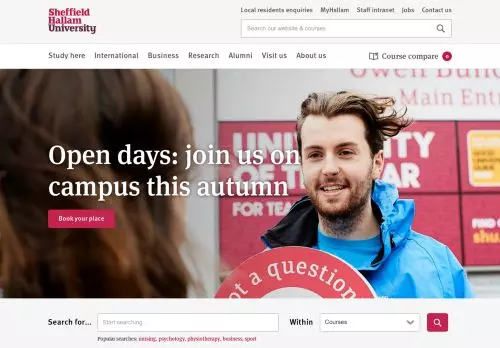 Sheffield
Hallam
University
Local residents enquiries MyHallam Staff intranet Jobs Contact us
Search our website & courses
Study here International Business Research Alumni Visit us About us
Course compare 0
Owen Build
Main Entr
Open days: join us on
campus this autumn
UNIVERSITY
OF THE YEAR
FOR TEA
FIND O
shu.
Book your place
ot a question
Search for...
Start searching...
Within
Courses
Popular searches: nursing, psychology, physiotherapy, business, sport